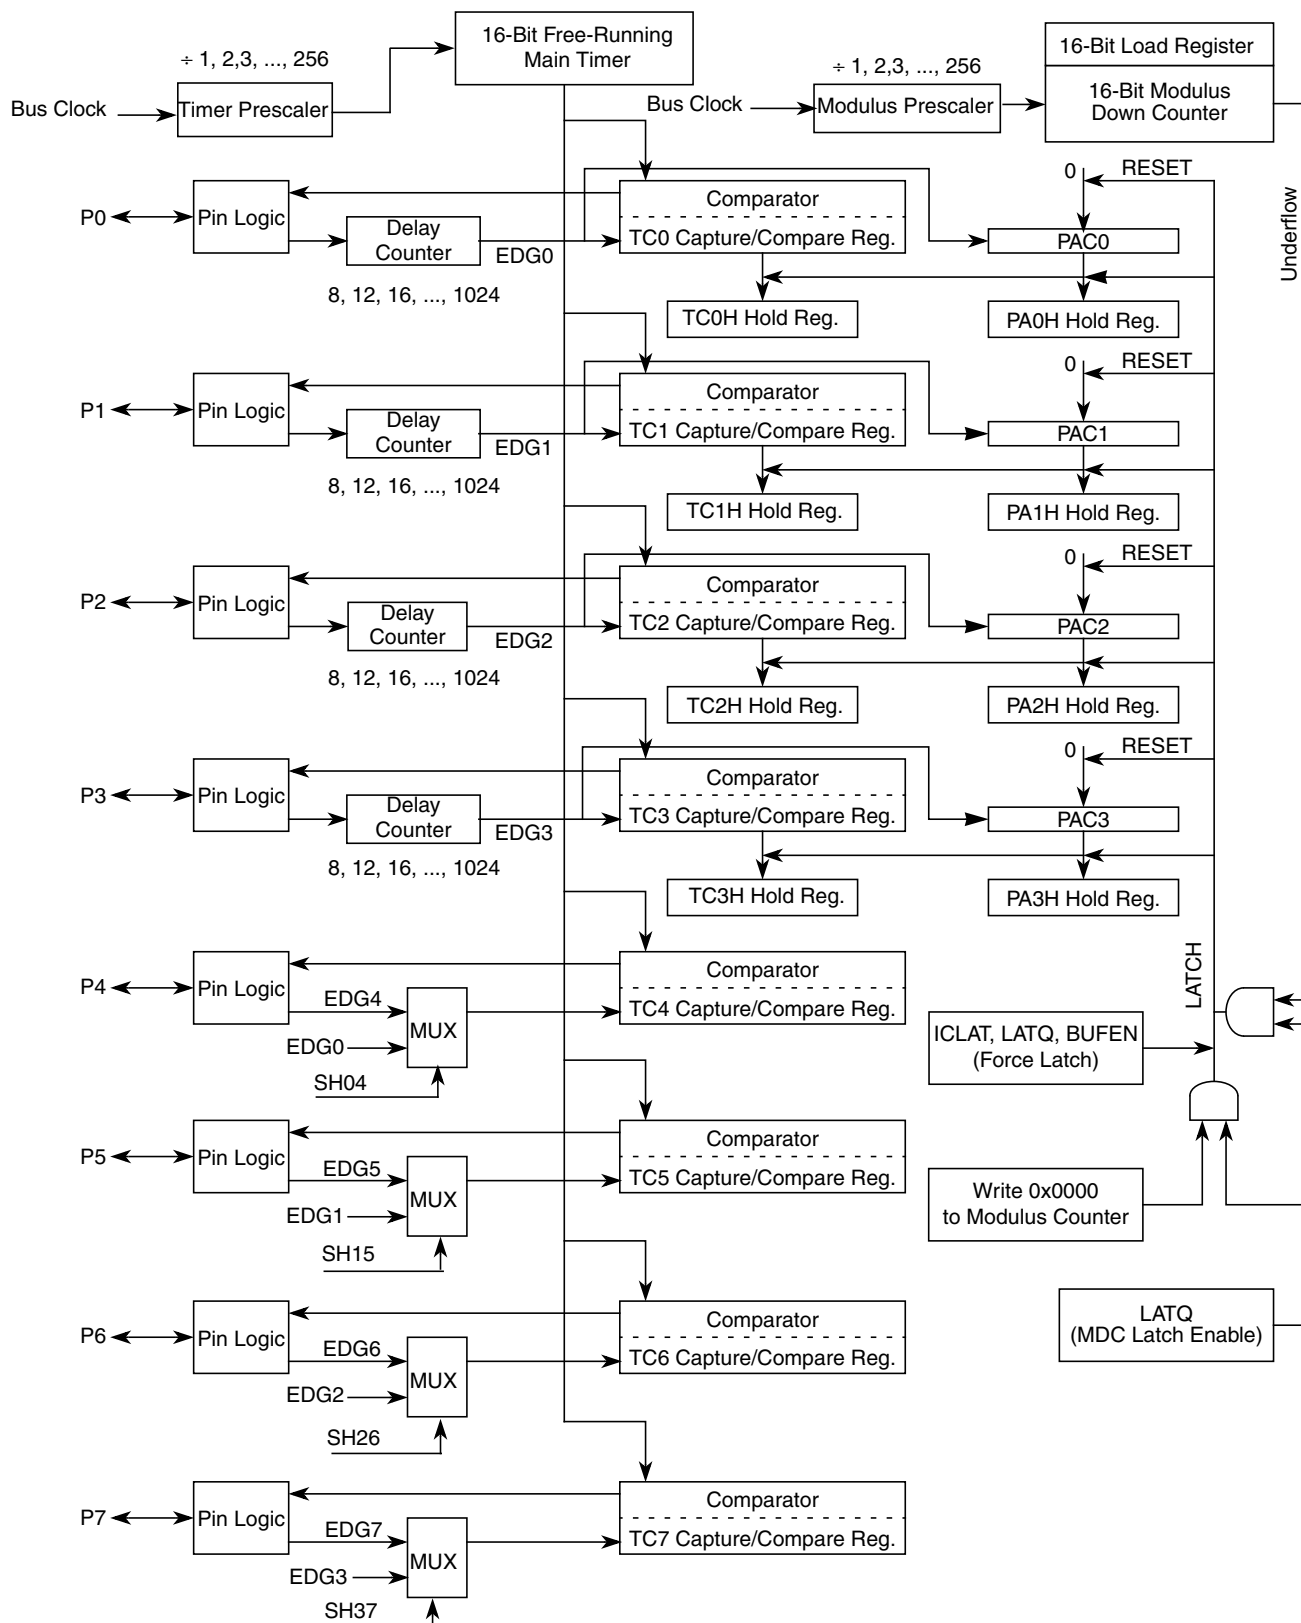 16-Bit Free-Running
Main Timer
16-Bit Load Register
÷ 1, 2,3, ..., 256
÷ 1, 2,3, ..., 256
16-Bit Modulus
Down Counter
Bus Clock
Timer Prescaler
Bus Clock
Modulus Prescaler
Underflow
P0
Pin Logic
Delay
Counter
EDG0
8, 12, 16, ..., 1024
Comparator
TC0 Capture/Compare Reg.
TC0H Hold Reg.
0
RESET
PAC0
PA0H Hold Reg.
P1
Pin Logic
Delay
Counter
EDG1
8, 12, 16, ..., 1024
Comparator
TC1 Capture/Compare Reg.
TC1H Hold Reg.
0
RESET
PAC1
PA1H Hold Reg.
P2
Pin Logic
Delay
Counter
EDG2
8, 12, 16, ..., 1024
Comparator
TC2 Capture/Compare Reg.
TC2H Hold Reg.
0
RESET
PAC2
PA2H Hold Reg.
P3
Pin Logic
Delay
Counter
EDG3
8, 12, 16, ..., 1024
Comparator
TC3 Capture/Compare Reg.
TC3H Hold Reg.
0
RESET
PAC3
PA3H Hold Reg.
P4
Pin Logic
EDG4
EDG0
MUX
SH04
Comparator
TC4 Capture/Compare Reg.
LATCH
ICLAT, LATQ, BUFEN
(Force Latch)
P5
Pin Logic
EDG5
EDG1
MUX
SH15
Comparator
TC5 Capture/Compare Reg.
Write 0x0000
to Modulus Counter
P6
Pin Logic
EDG6
EDG2
MUX
SH26
Comparator
TC6 Capture/Compare Reg.
LATQ
(MDC Latch Enable)
P7
Pin Logic
EDG7
EDG3
MUX
SH37
Comparator
TC7 Capture/Compare Reg.